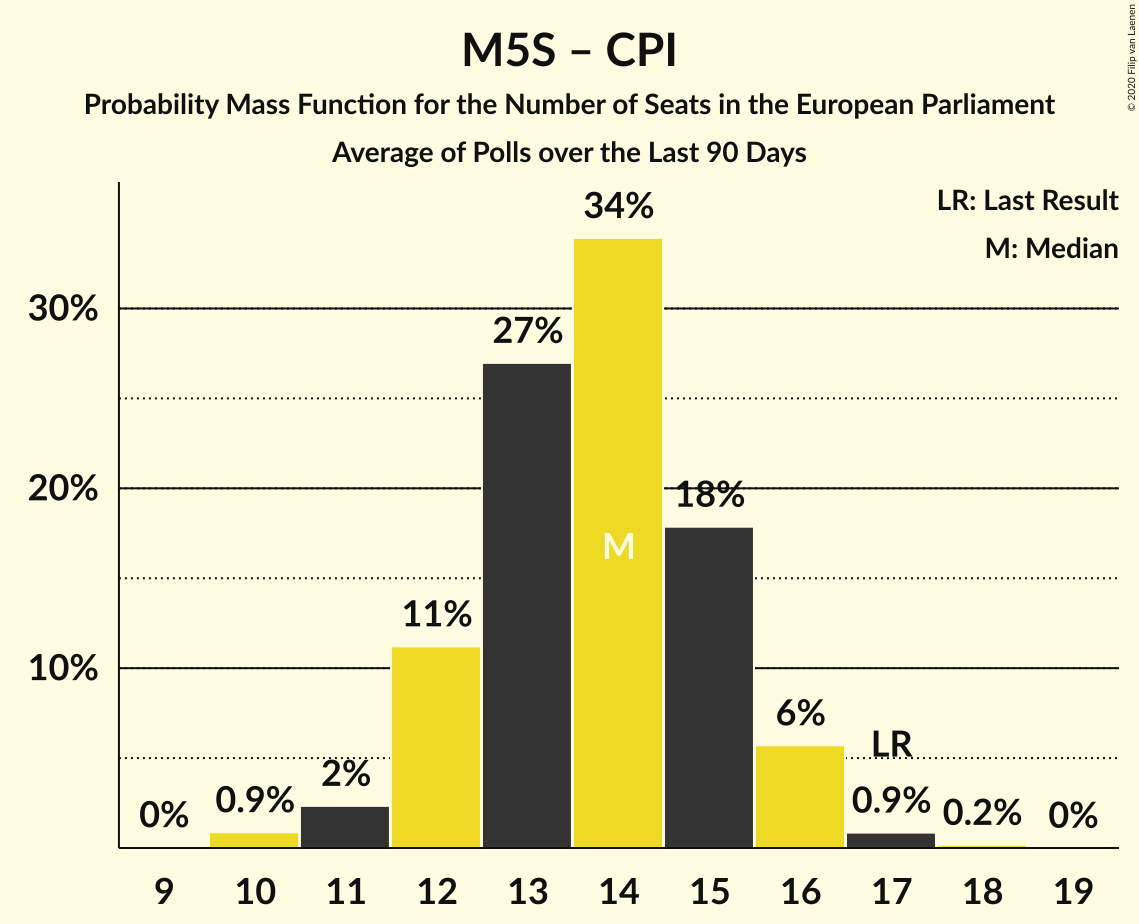 M5S – CPI
Probability Mass Function for the Number of Seats in the European Parliament
Average of Polls over the Last 90 Days
© 2020 Filip van Laenen
LR: Last Result
M: Median
34%
30%
27%
20%
18%
M
11%
10%
6%
LR
2%
0.9%
0.9%
0.2%
0%
0%
9 10 11 12 13 14 15 16 17 18 19